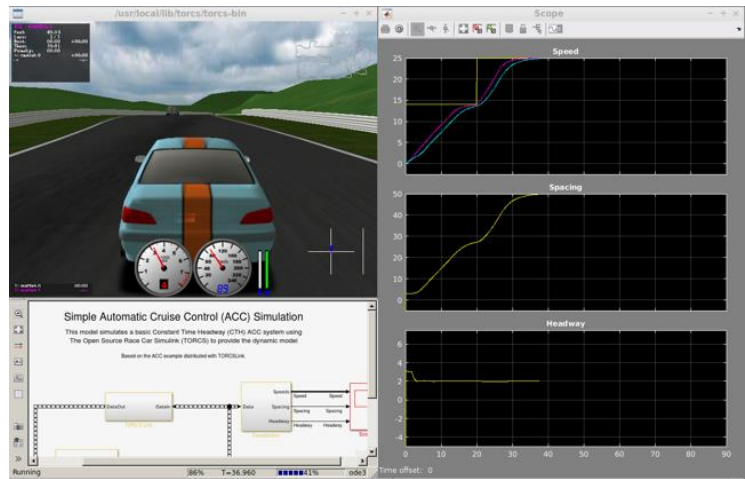 /usr/local/lib/torcs/torcs-bin
Simple Automatic Cruise Control (ACC) Simulation
This model simulates a basic Constant Time Headway (CTH) ACC system using
The Open Source Race Car Simulink (TORCS) to provide the dynamic model
Based on the ACC example distributed with TORCSLink.
DataOut
DataIn
Data
Speeds
Speed
Speed
Spacing
Spacing
Spacing
Headway
Headway
Headway
Running
86%
T=36.960
41%
ode3
Scope
Speed
25
20
15
10
5
0
Spacing
50
40
30
20
10
0
Headway
6
4
2
0
-2
-4
0 10 20 30 40 50 60 70 80 90
Time offset: 0